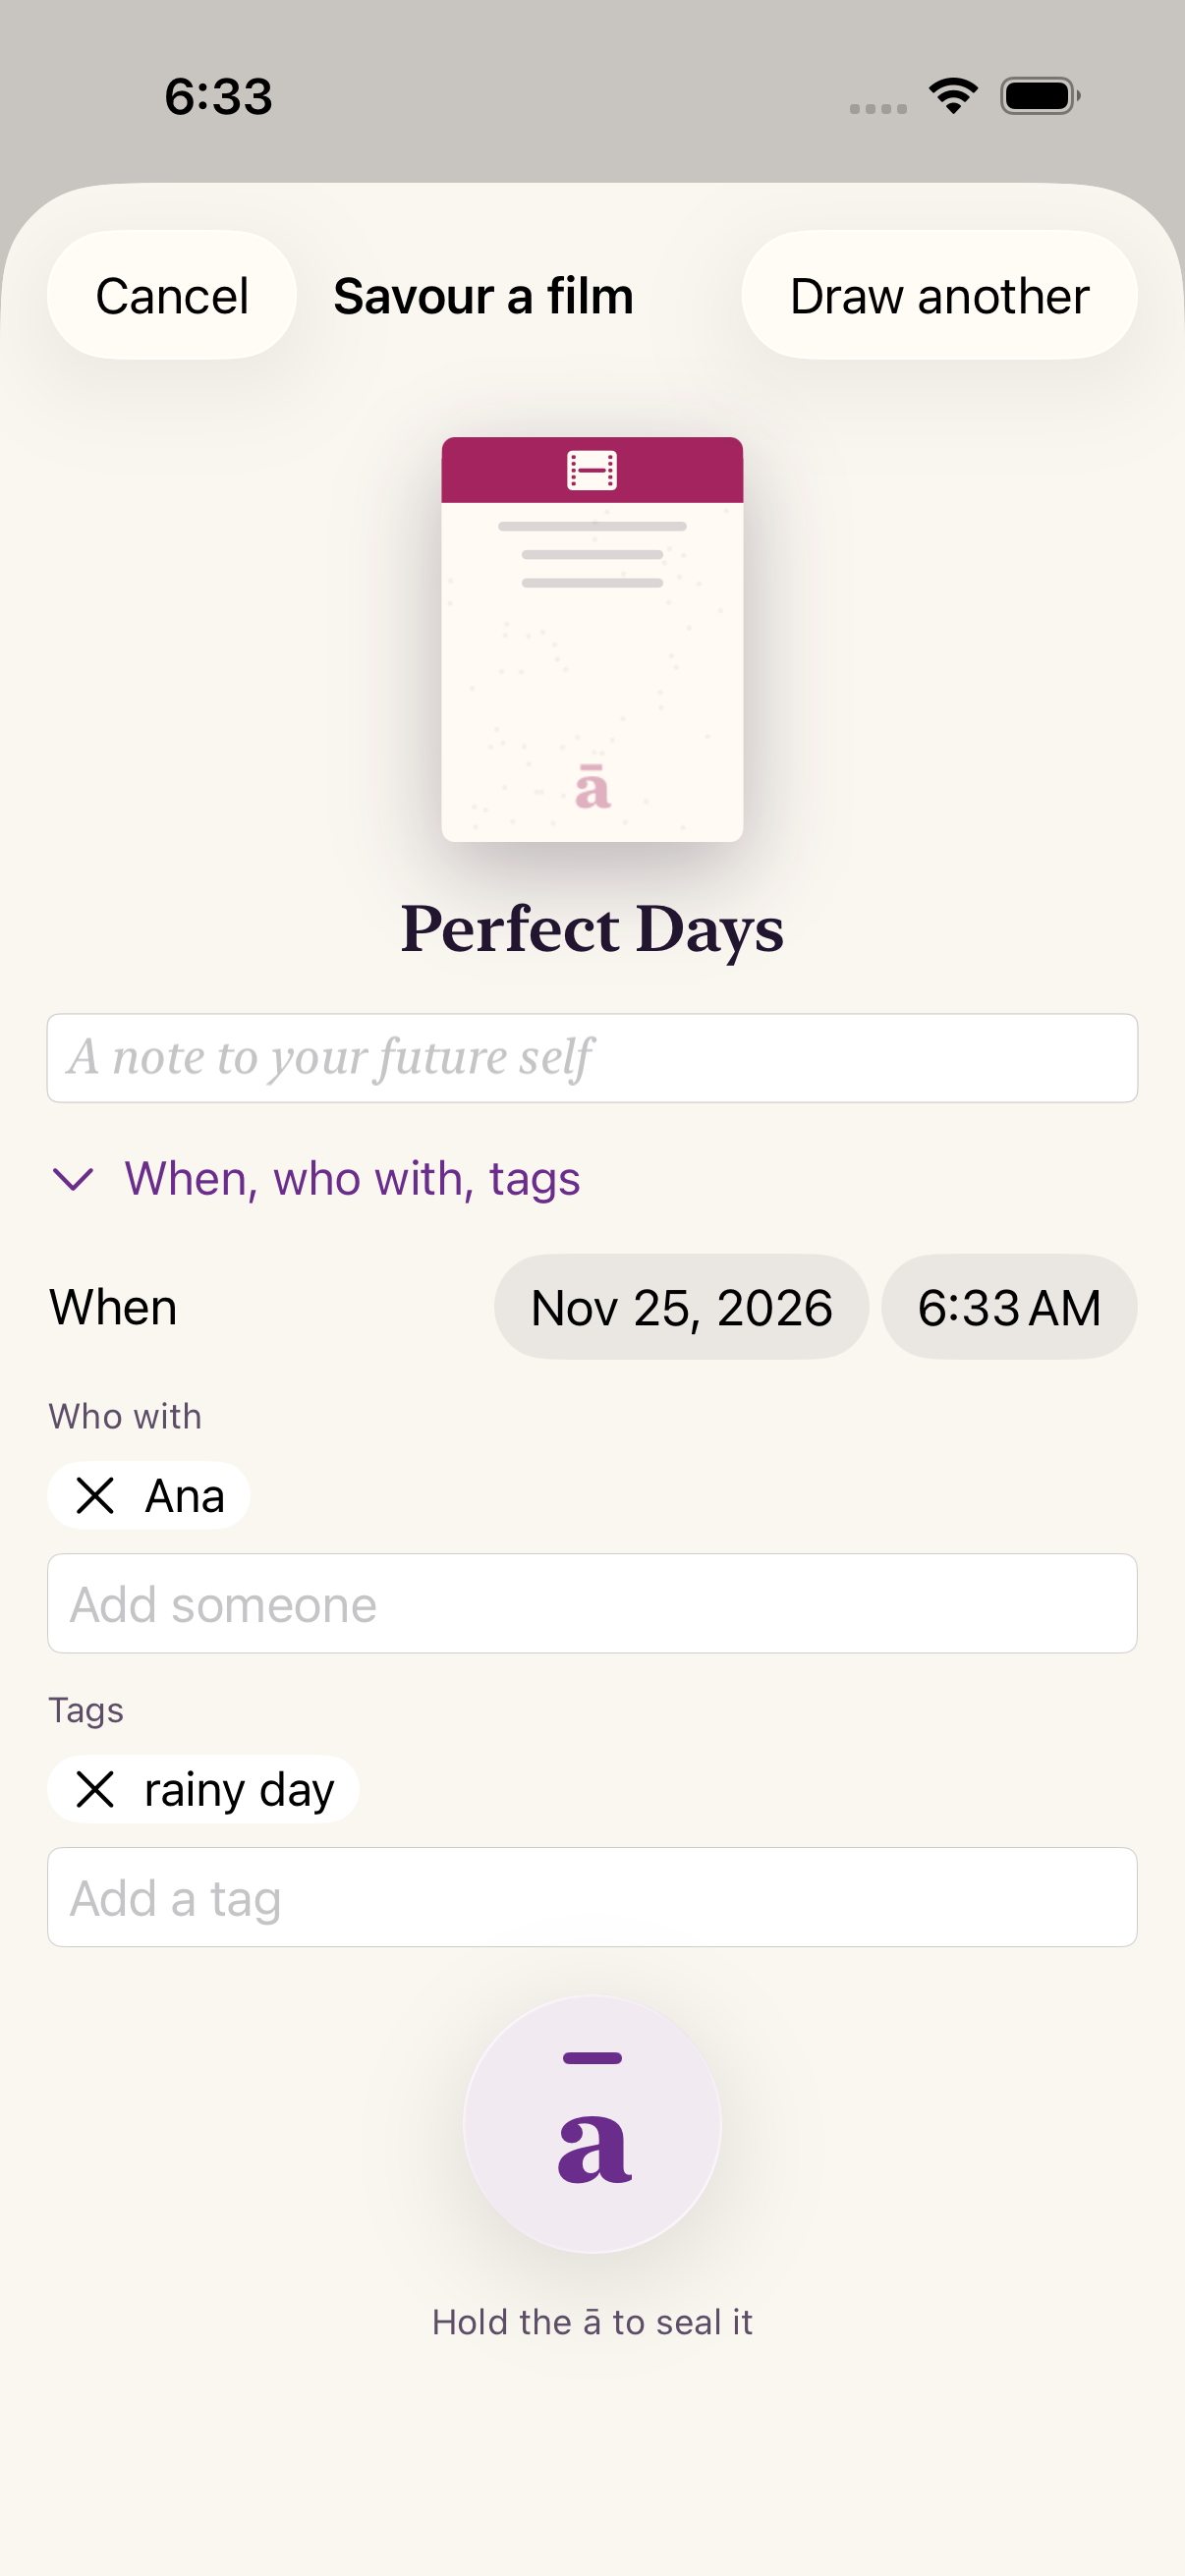 6:33
Cancel
Savour a film
Draw another
ā
Perfect Days
A note to your future self
When, who with, tags
When
Nov 25, 2026
6:33 AM
Who with
Ana
Add someone
Tags
rainy day
Add a tag
ā
Hold the ā to seal it